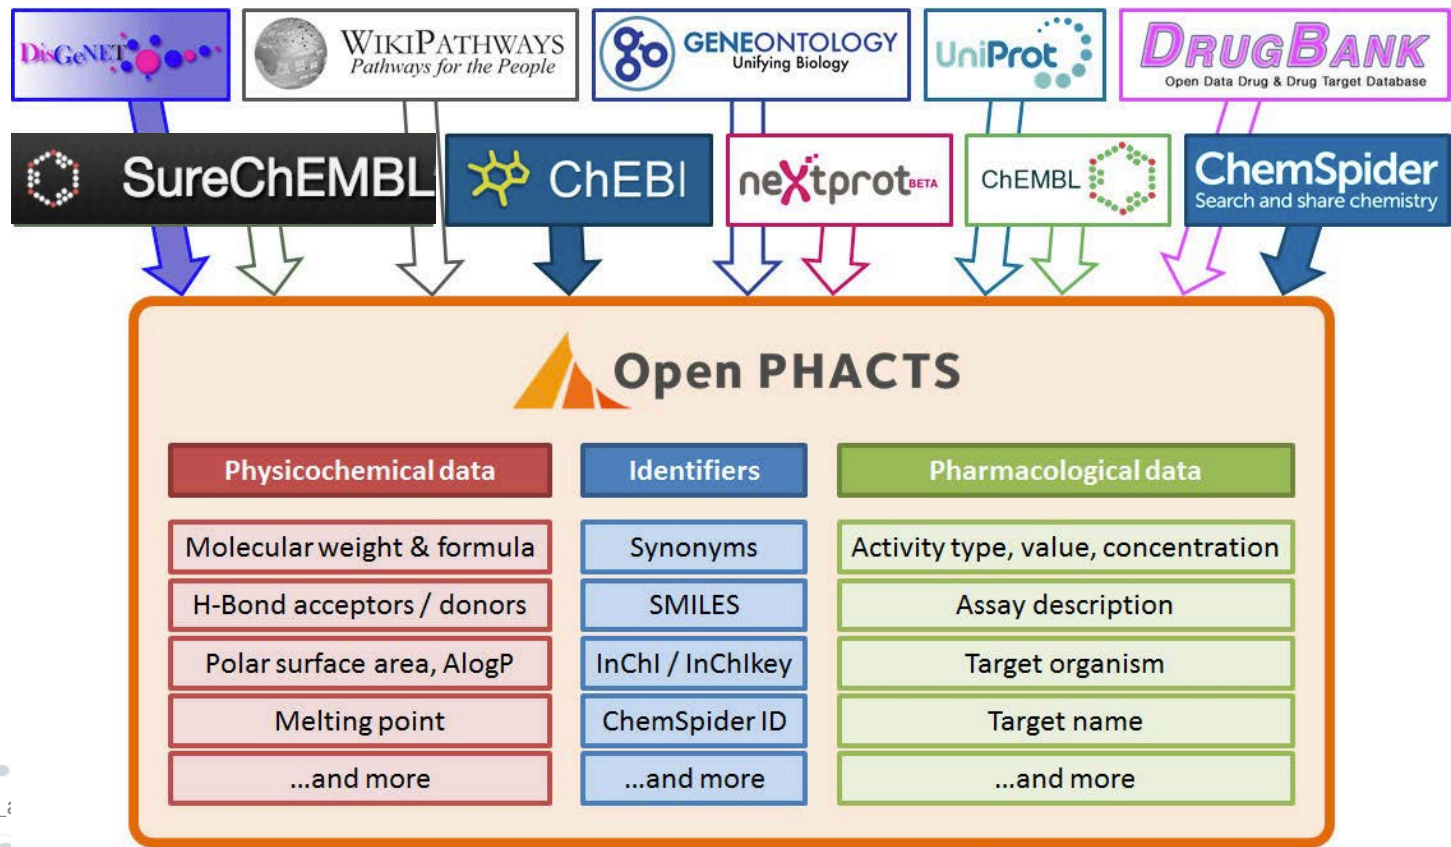 DisGeNET
WIKIPATHWAYS
Pathways for the People
GENEONTOLOGY
Unifying Biology
UniProt
DRUGBANK
Open Data Drug & Drug Target Database
SureChEMBL
ChEBI
neXtprot BETA
ChEMBL
ChemSpider
Search and share chemistry
Open PHACTS
Physicochemical data
Identifiers
Pharmacological data
Molecular weight & formula
Synonyms
Activity type, value, concentration
H-Bond acceptors / donors
SMILES
Assay description
Polar surface area, AlogP
InChI / InChIkey
Target organism
Melting point
ChemSpider ID
Target name
...and more
...and more
...and more